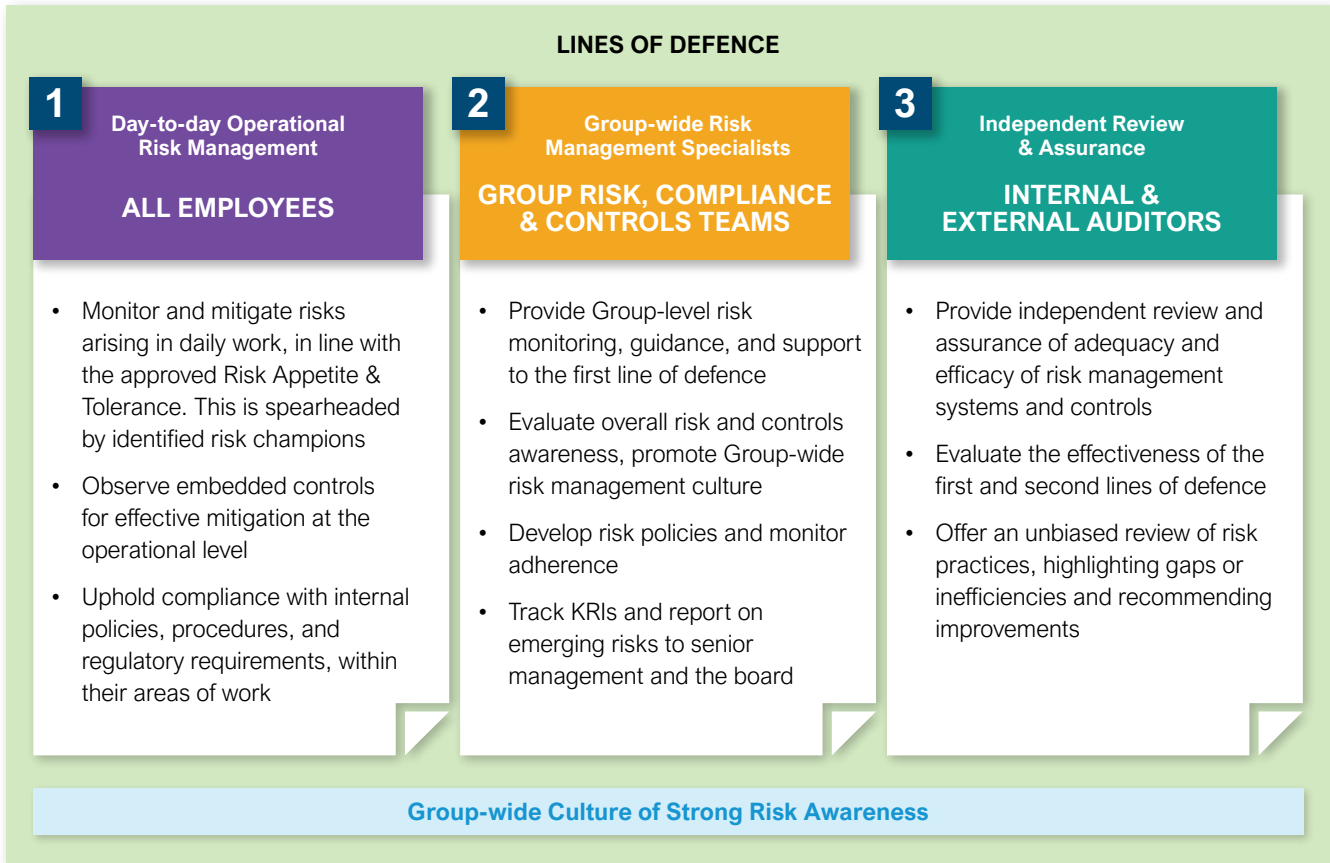 LINES OF DEFENCE
1
Day-to-day Operational
Risk Management
ALL EMPLOYEES
• Monitor and mitigate risks
arising in daily work, in line with
the approved Risk Appetite &
Tolerance. This is spearheaded
by identified risk champions
• Observe embedded controls
for effective mitigation at the
operational level
• Uphold compliance with internal
policies, procedures, and
regulatory requirements, within
their areas of work
2
Group-wide Risk
Management Specialists
GROUP RISK, COMPLIANCE
& CONTROLS TEAMS
• Provide Group-level risk
monitoring, guidance, and support
to the first line of defence
• Evaluate overall risk and controls
awareness, promote Group-wide
risk management culture
• Develop risk policies and monitor
adherence
• Track KRIs and report on
emerging risks to senior
management and the board
3
Independent Review
& Assurance
INTERNAL &
EXTERNAL AUDITORS
• Provide independent review and
assurance of adequacy and
efficacy of risk management
systems and controls
• Evaluate the effectiveness of the
first and second lines of defence
• Offer an unbiased review of risk
practices, highlighting gaps or
inefficiencies and recommending
improvements
Group-wide Culture of Strong Risk Awareness